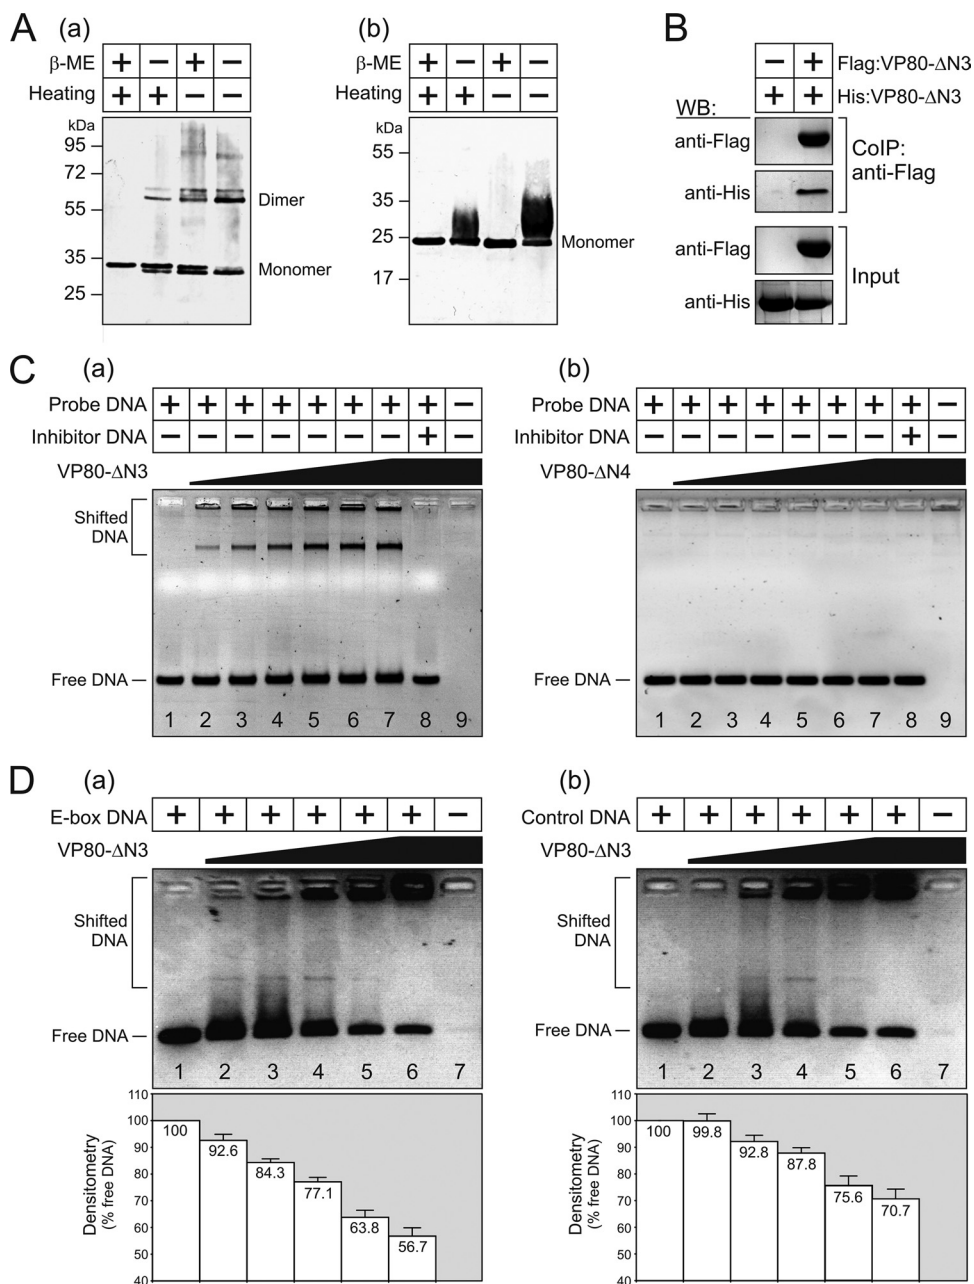 A (a)
β-ME + − + −
Heating + + − −
kDa
95
72
55
35
25
Dimer
Monomer
(b)
β-ME + − + −
Heating + + − −
kDa
55
35
25
17
Monomer
B
− + Flag:VP80-ΔN3
+ + His:VP80-ΔN3
WB:
anti-Flag
anti-His
CoIP:
anti-Flag
anti-Flag
anti-His
Input
C (a)
Probe DNA + + + + + + + + −
Inhibitor DNA − − − − − − − +
VP80-ΔN3
Shifted
DNA
Free DNA
1 2 3 4 5 6 7 8 9
(b)
Probe DNA + + + + + + + + −
Inhibitor DNA − − − − − − − + −
VP80-ΔN4
Free DNA
1 2 3 4 5 6 7 8 9
D (a)
E-box DNA + + + + + + −
VP80-ΔN3
Shifted
DNA
Free DNA
1 2 3 4 5 6 7
Densitometry
(% free DNA)
110
100
90
80
70
60
50
40
100 92.6 84.3 77.1 63.8 56.7
(b)
Control DNA + + + + + + −
VP80-ΔN3
Shifted
DNA
Free DNA
1 2 3 4 5 6 7
Densitometry
(% free DNA)
110
100
90
80
70
60
50
40
100 99.8 92.8 87.8 75.6 70.7